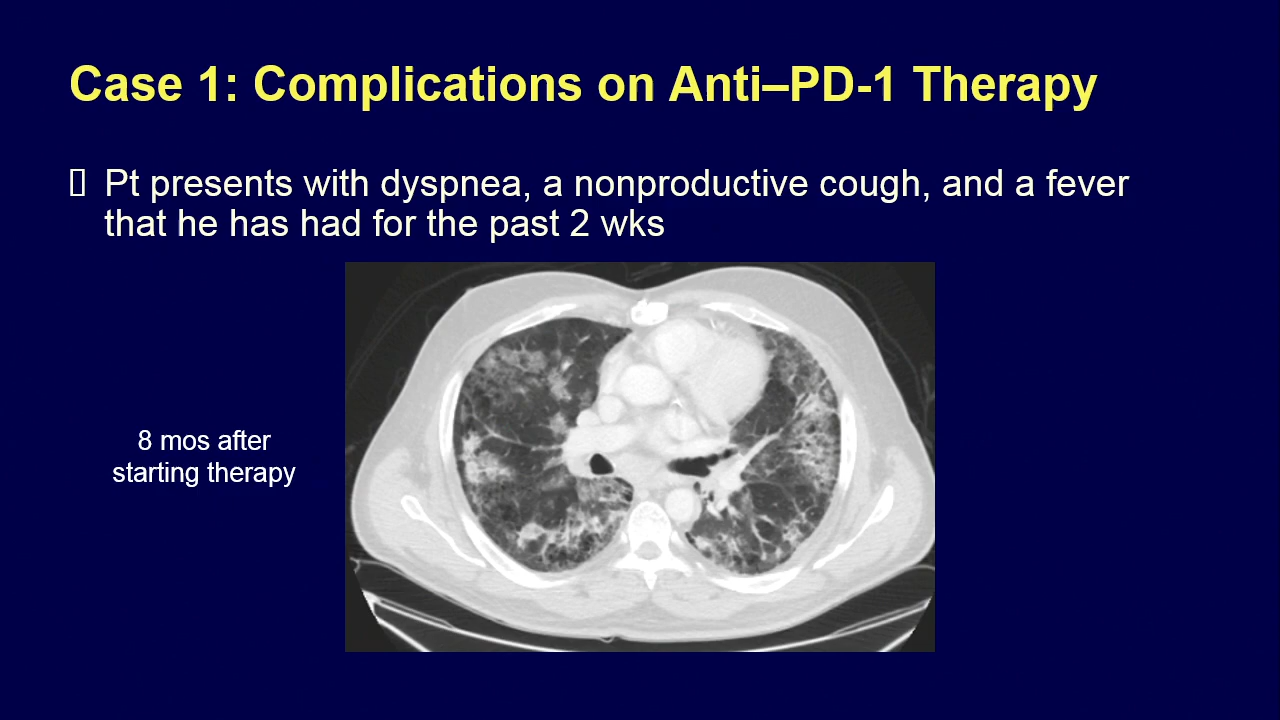 Case 1: Complications on Anti–PD-1 Therapy
Pt presents with dyspnea, a nonproductive cough, and a fever
that he has had for the past 2 wks
8 mos after
starting therapy